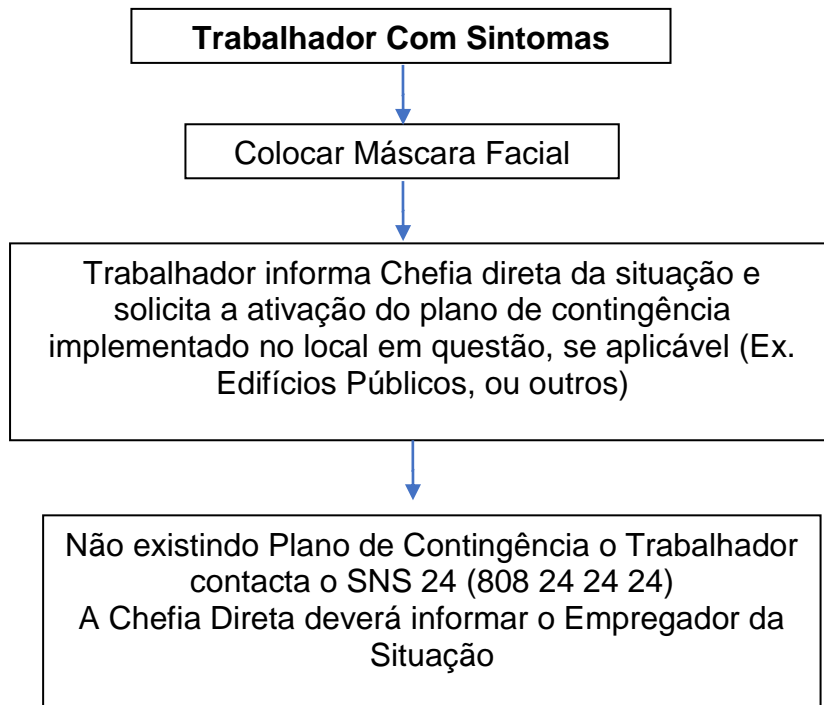 Trabalhador Com Sintomas
Colocar Máscara Facial
Trabalhador informa Chefia direta da situação e
solicita a ativação do plano de contingência
implementado no local em questão, se aplicável (Ex.
Edifícios Públicos, ou outros)
Não existindo Plano de Contingência o Trabalhador
contacta o SNS 24 (808 24 24 24)
A Chefia Direta deverá informar o Empregador da
Situação